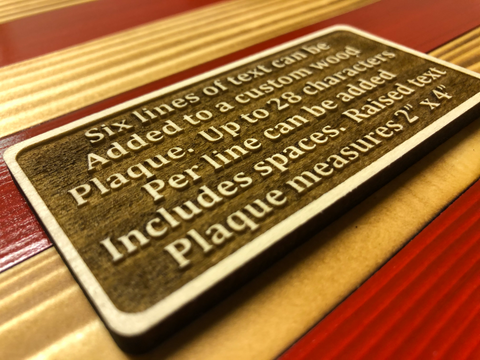 Six lines of text can be
Added to a custom wood
Plaque. Up to 28 characters
Per line can be added
Includes spaces. Raised text
Plaque measures 2" x 4"